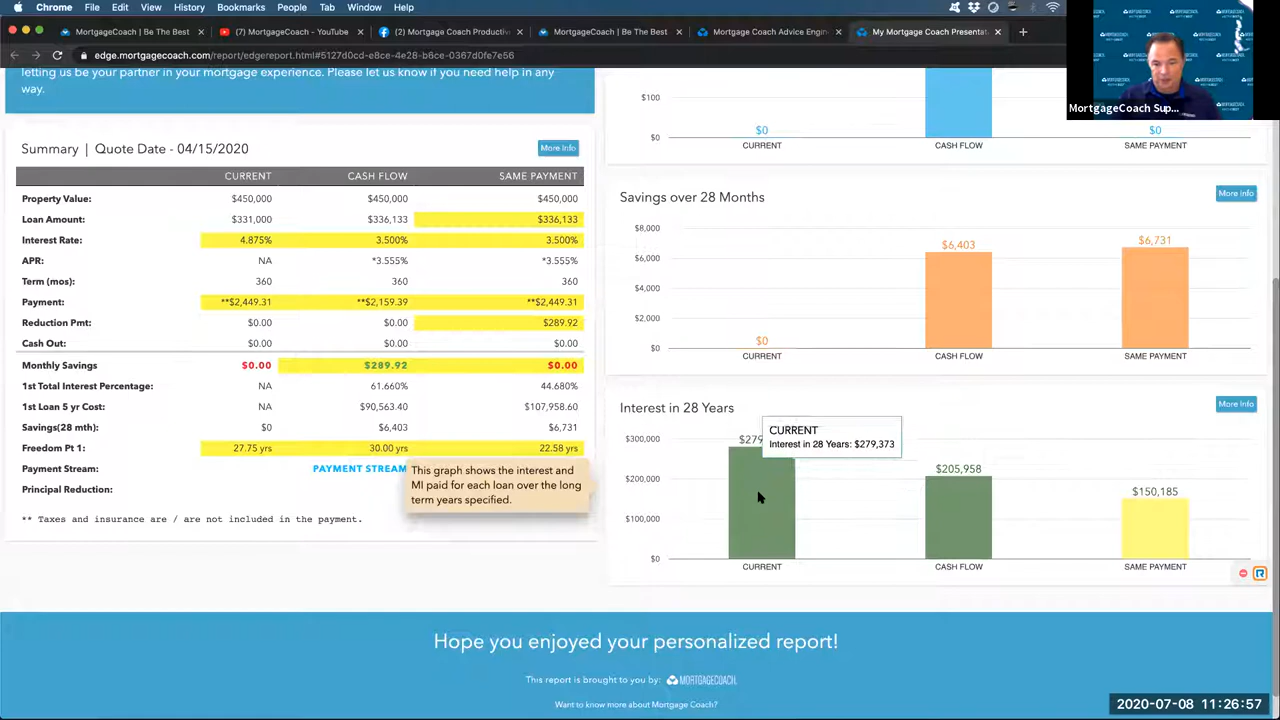 Chrome File Edit View History Bookmarks People Tab Window Help
MortgageCoach | Be The Best
(7) MortgageCoach - YouTube
(2) Mortgage Coach Product
MortgageCoach | Be The Best
Mortgage Coach Advice Engin
My Mortgage Coach Presentat
letting us be your partner in your mortgage experience. Please let us know if you need help in any
way.
MortgageCoach Sup...
Summary | Quote Date - 04/15/2020
More Info
CURRENT CASH FLOW SAME PAYMENT
Property Value: $450,000 $450,000 $450,000
Loan Amount: $331,000 $336,133 $336,133
Interest Rate: 4.875% 3.500% 3.500%
APR: NA *3.555% *3.555%
Term (mos): 360 360 360
Payment: **$2,449.31 **$2,159.39 **$2,449.31
Reduction Pmt: $0.00 $0.00 $289.92
Cash Out: $0.00 $0.00 $0.00
Monthly Savings $0.00 $289.92 $0.00
1st Total Interest Percentage: NA 61.660% 44.680%
1st Loan 5 yr Cost: NA $90,563.40 $107,958.60
Savings(28 mth): $0 $6,403 $6,731
Freedom Pt 1: 27.75 yrs 30.00 yrs 22.58 yrs
Payment Stream: PAYMENT STREAM
Principal Reduction:
This graph shows the interest and
MI paid for each loan over the long
term years specified.
** Taxes and insurance are / are not included in the payment.
$100
$0
$0 $0
CURRENT CASH FLOW SAME PAYMENT
Savings over 28 Months
More Info
$8,000
$6,000
$4,000
$2,000
$0
$0 $6,403 $6,731
CURRENT CASH FLOW SAME PAYMENT
Interest in 28 Years
More Info
CURRENT
Interest in 28 Years: $279,373
$300,000
$200,000
$100,000
$0
$279 $205,958 $150,185
CURRENT CASH FLOW SAME PAYMENT
Hope you enjoyed your personalized report!
This report is brought to you by: MORTGAGECOACH
Want to know more about Mortgage Coach?
2020-07-08 11:26:57